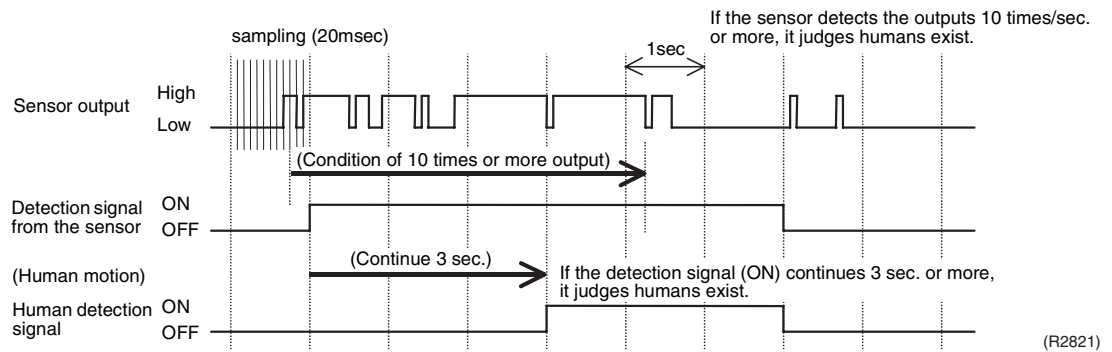 If the sensor detects the outputs 10 times/sec.
or more, it judges humans exist.
sampling (20msec)
1sec
Sensor output
High
Low
(Condition of 10 times or more output)
Detection signal
from the sensor
ON
OFF
(Human motion)
(Continue 3 sec.)
If the detection signal (ON) continues 3 sec. or more,
it judges humans exist.
Human detection
signal
ON
OFF
(R2821)